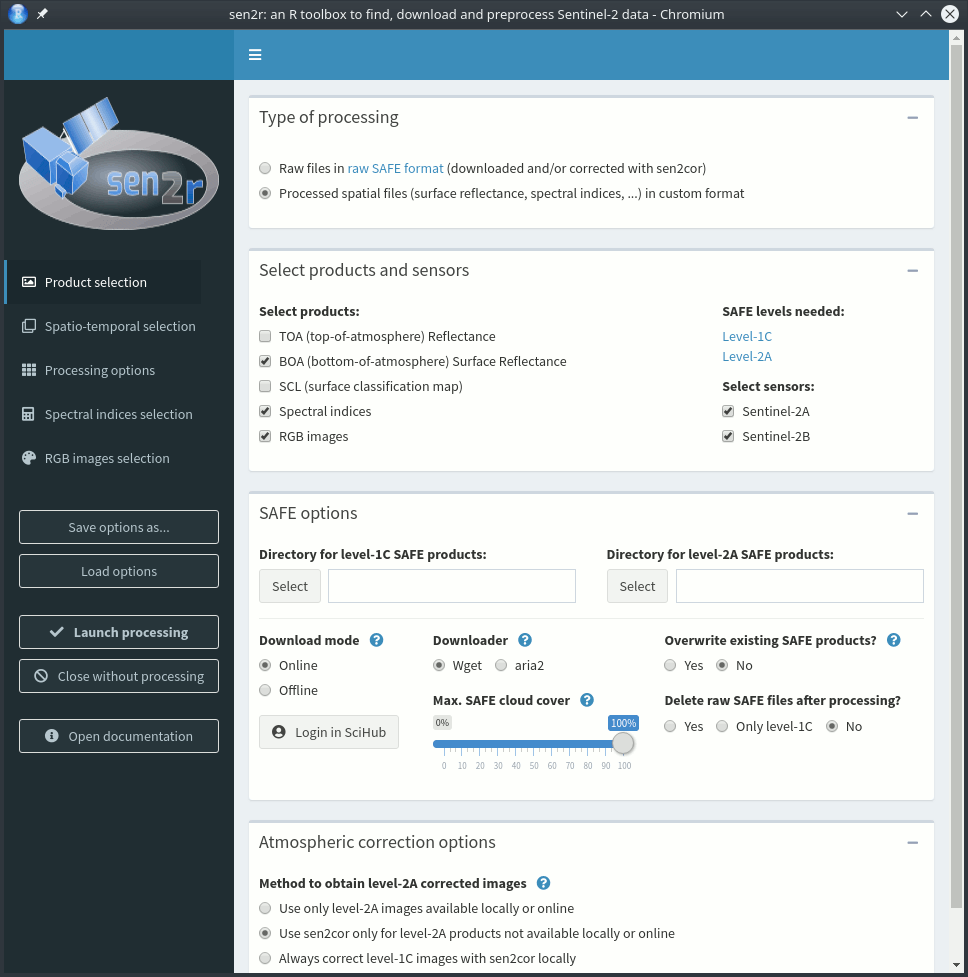 sen2r: an R toolbox to find, download and preprocess Sentinel-2 data - Chromium
sen2r
Product selection
Spatio-temporal selection
Processing options
Spectral indices selection
RGB images selection
Save options as...
Load options
Launch processing
Close without processing
Open documentation
Type of processing
Raw files in raw SAFE format (downloaded and/or corrected with sen2cor)
Processed spatial files (surface reflectance, spectral indices, ...) in custom format
Select products and sensors
Select products:
TOA (top-of-atmosphere) Reflectance
BOA (bottom-of-atmosphere) Surface Reflectance
SCL (surface classification map)
Spectral indices
RGB images
SAFE levels needed:
Level-1C
Level-2A
Select sensors:
Sentinel-2A
Sentinel-2B
SAFE options
Directory for level-1C SAFE products:
Select
Directory for level-2A SAFE products:
Select
Download mode ?
Online
Offline
Login in SciHub
Downloader ?
Wget aria2
Max. SAFE cloud cover ?
0% 100%
0 10 20 30 40 50 60 70 80 90 100
Overwrite existing SAFE products? ?
Yes No
Delete raw SAFE files after processing?
Yes Only level-1C No
Atmospheric correction options
Method to obtain level-2A corrected images ?
Use only level-2A images available locally or online
Use sen2cor only for level-2A products not available locally or online
Always correct level-1C images with sen2cor locally